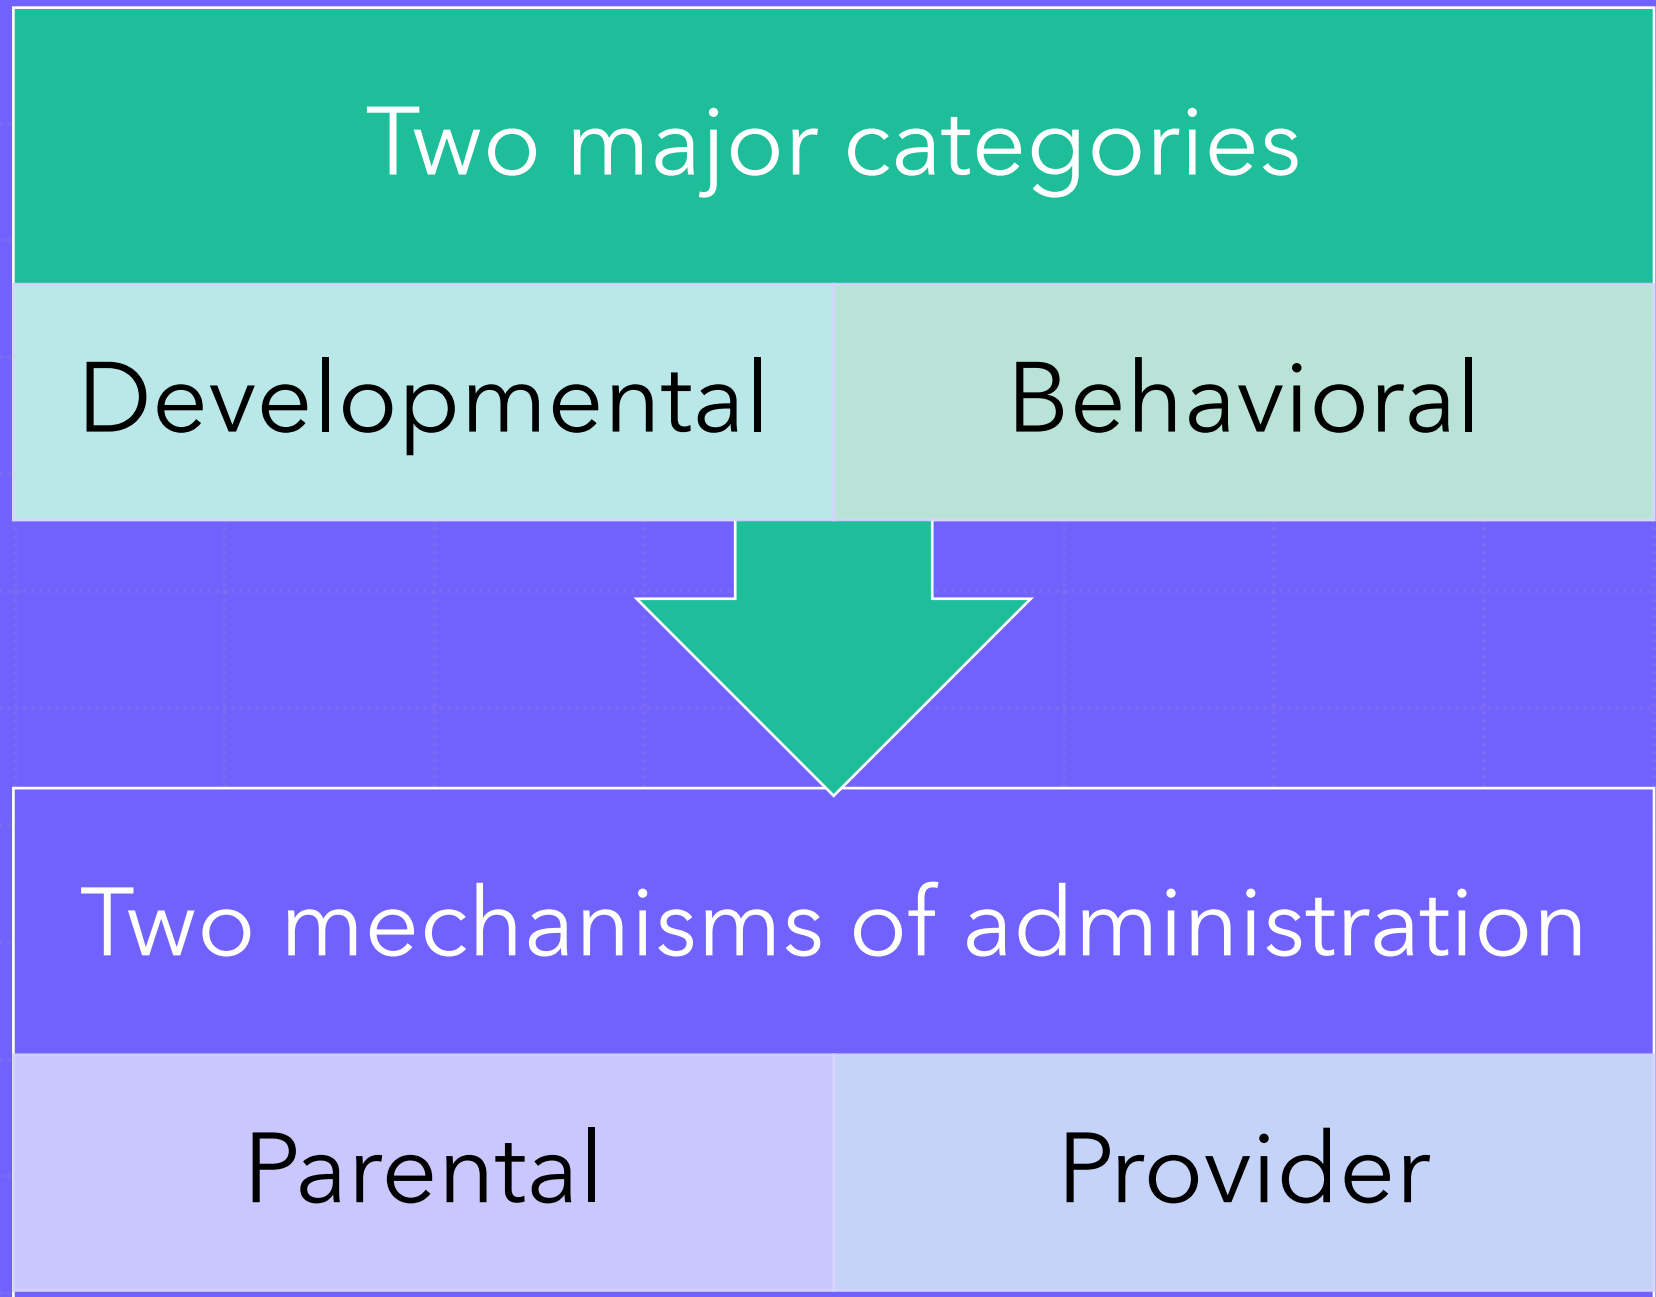 Two major categories
Developmental
Behavioral
Two mechanisms of administration
Parental
Provider